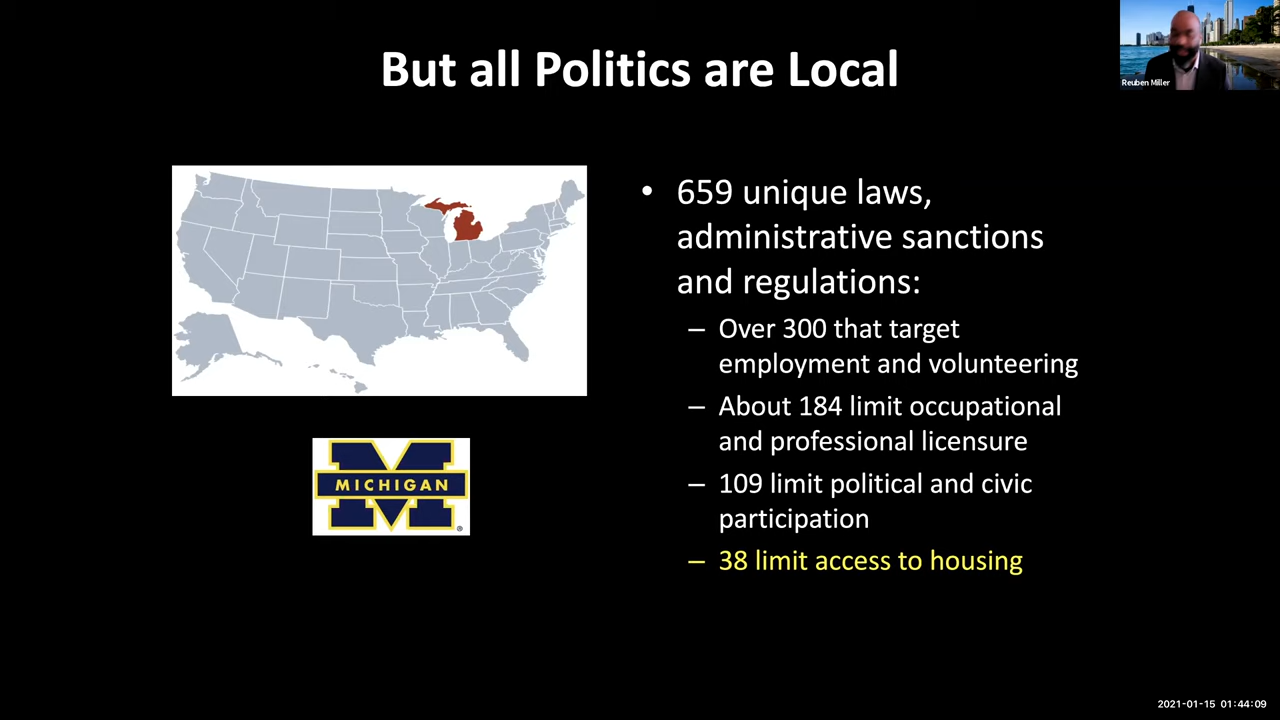 But all Politics are Local
Reuben Miller
• 659 unique laws,
administrative sanctions
and regulations:
– Over 300 that target
employment and volunteering
– About 184 limit occupational
and professional licensure
– 109 limit political and civic
participation
– 38 limit access to housing
MICHIGAN
®
2021-01-15 01:44:09